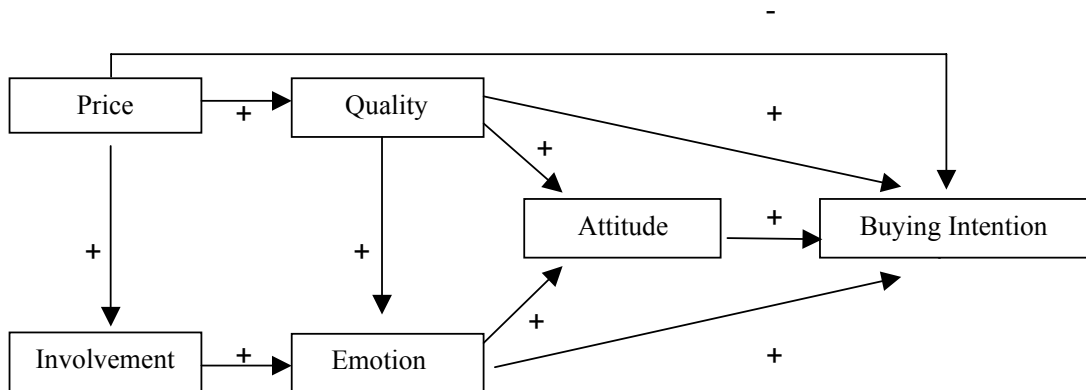 -
Price
+
Quality
+
+
Attitude
+
Buying Intention
+
+
+
Involvement
+
Emotion
+